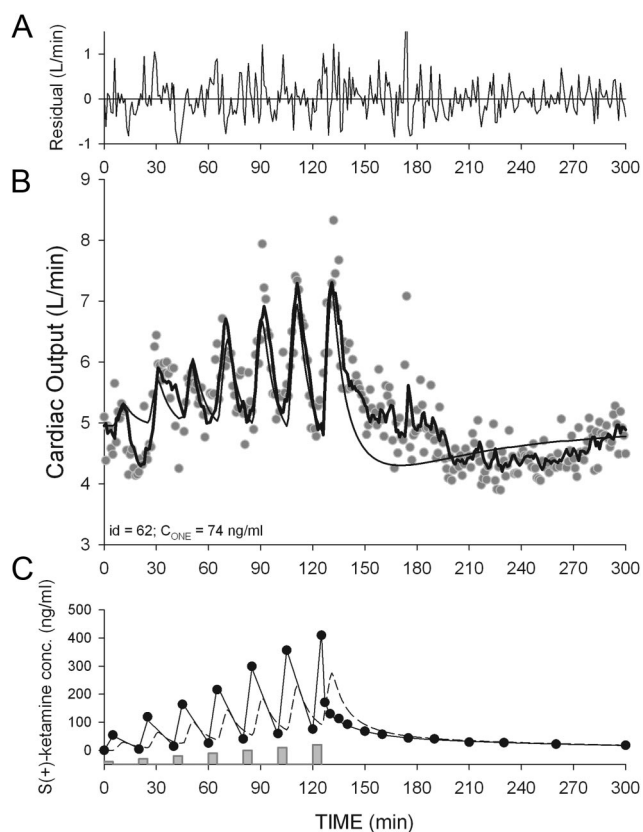 A
Residual (L/min)
1
0
-1
0 30 60 90 120 150 180 210 240 270 300
B
Cardiac Output (L/min)
9
8
7
6
5
4
3
id = 62; CONE = 74 ng/ml
0 30 60 90 120 150 180 210 240 270 300
C
S(+)-ketamine conc. (ng/ml)
500
400
300
200
100
0
0 30 60 90 120 150 180 210 240 270 300
TIME (min)